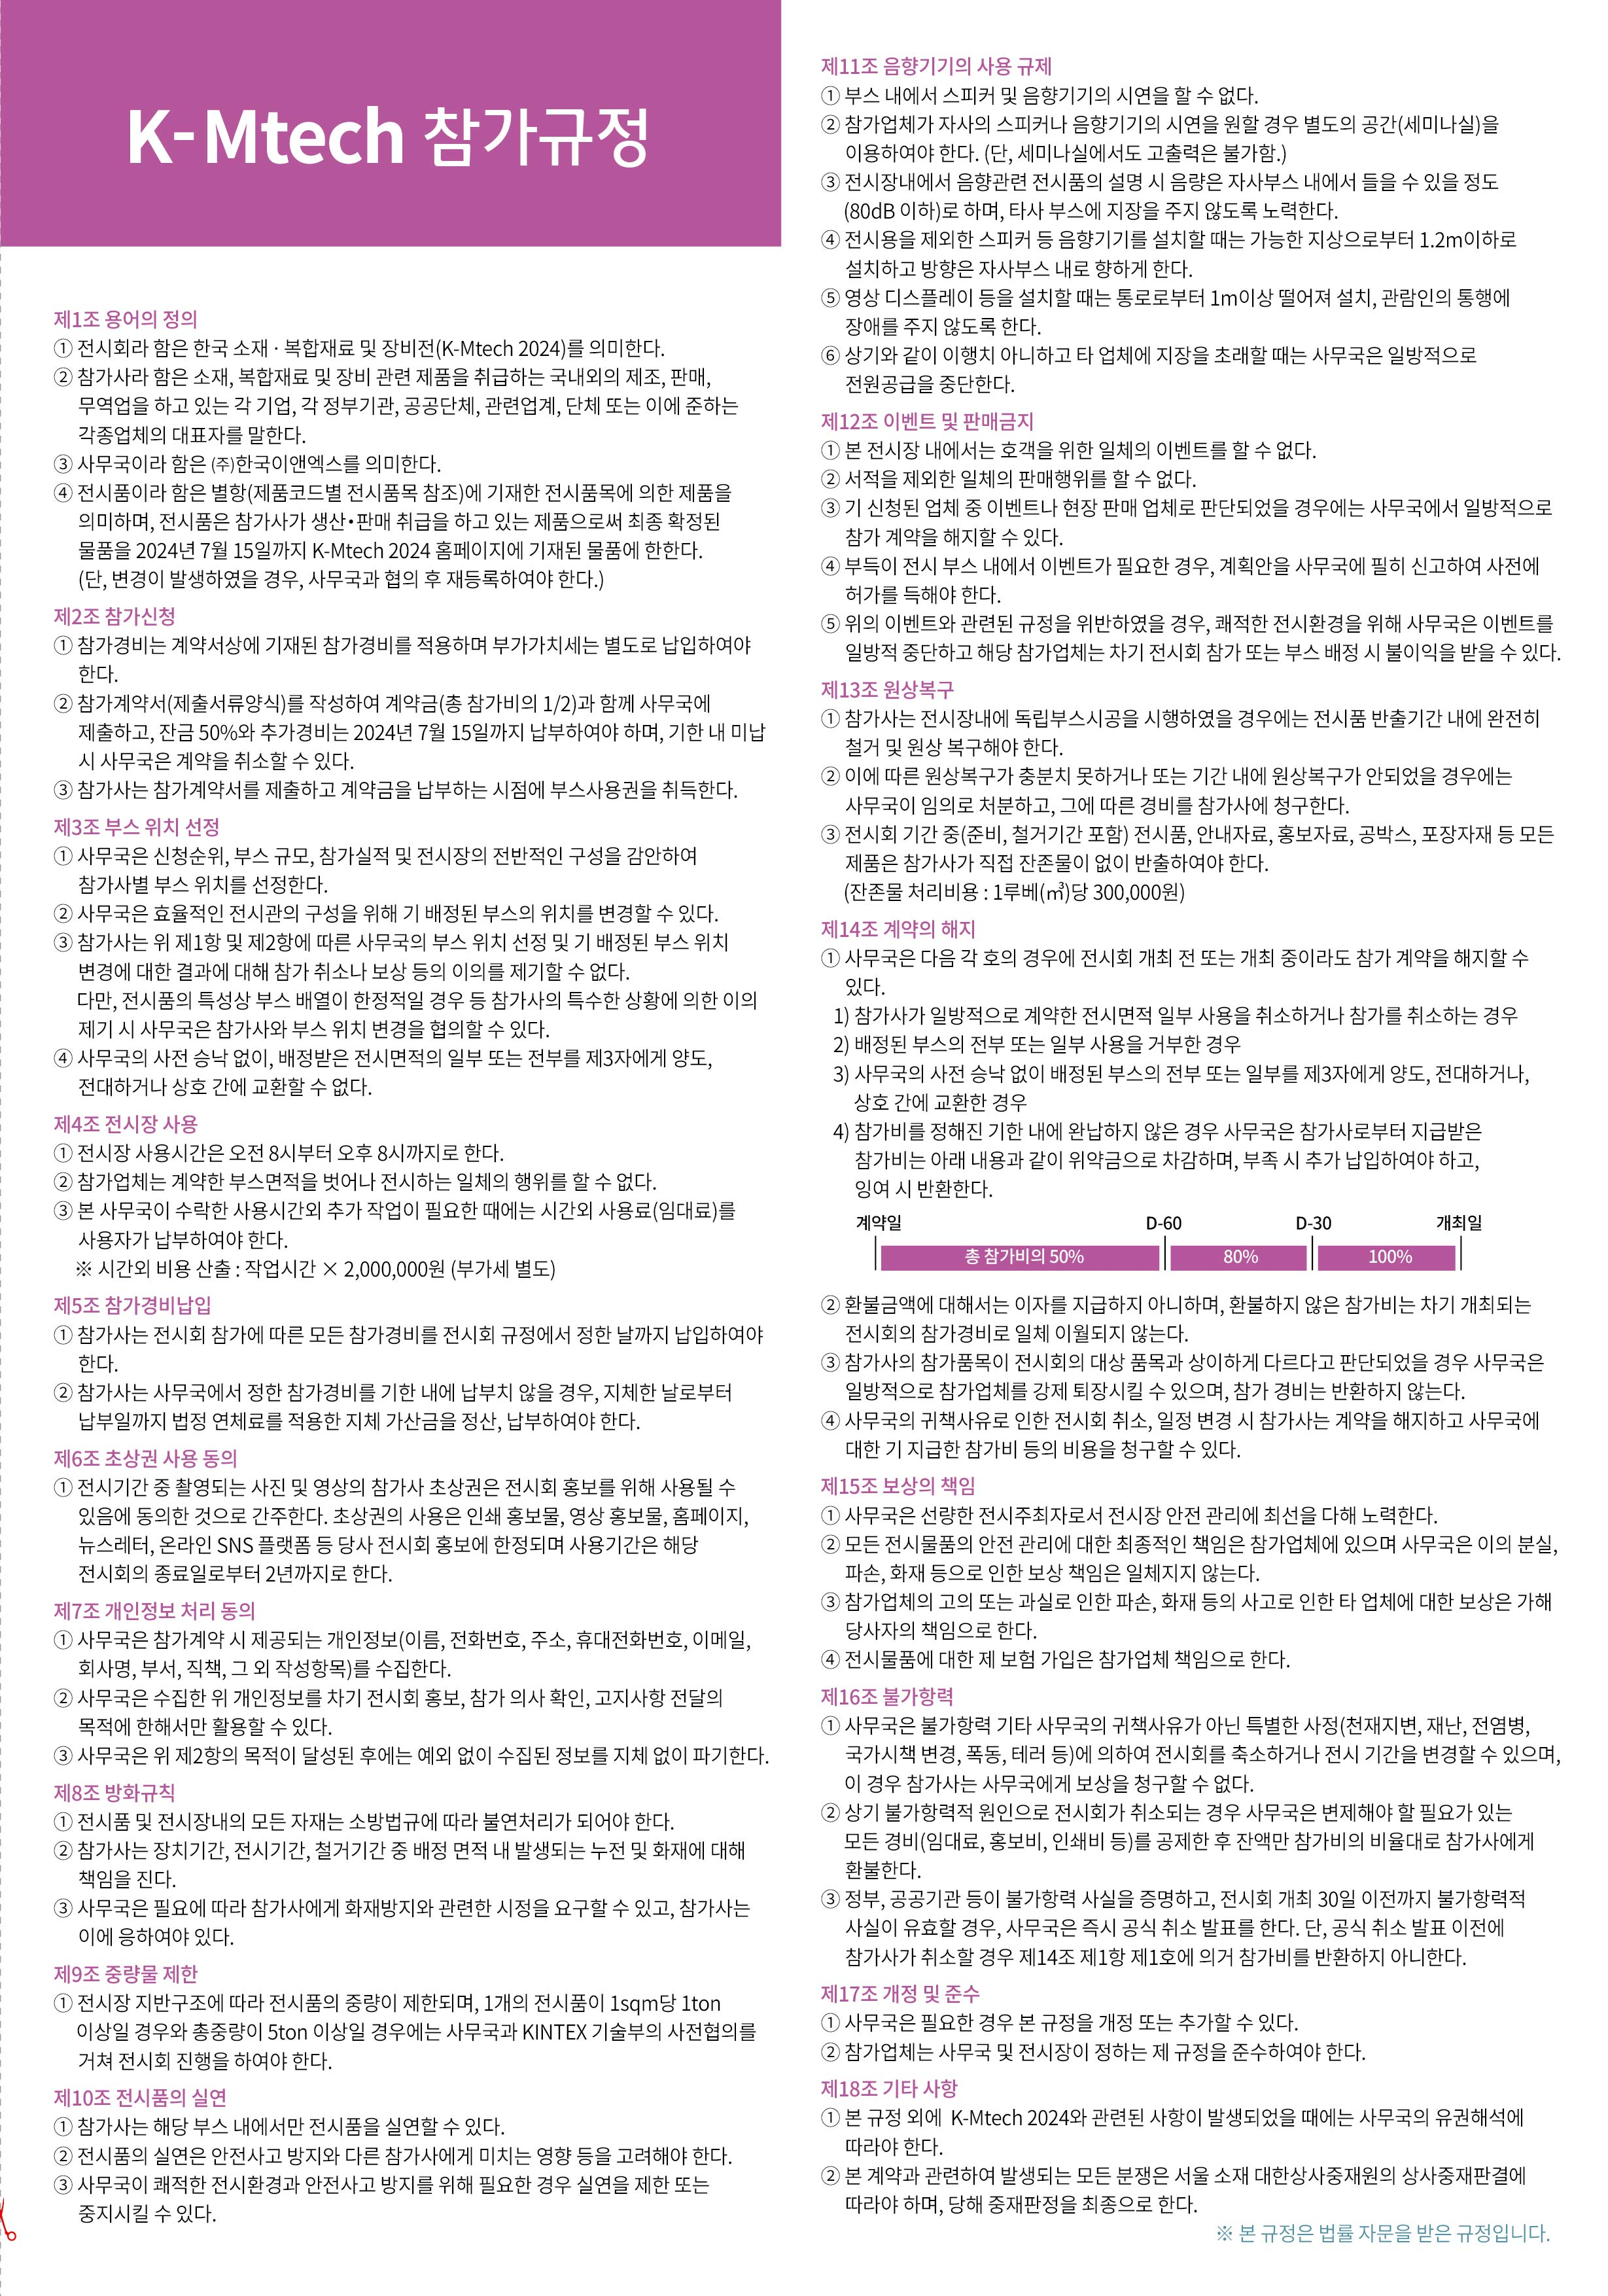 K-Mtech 참가규정
제1조 용어의 정의
① 전시회라 함은 한국 소재 · 복합재료 및 장비전(K-Mtech 2024)를 의미한다.
② 참가사라 함은 소재, 복합재료 및 장비 관련 제품을 취급하는 국내외의 제조, 판매,
무역업을 하고 있는 각 기업, 각 정부기관, 공공단체, 관련업계, 단체 또는 이에 준하는
각종업체의 대표자를 말한다.
③ 사무국이라 함은 ㈜한국이앤엑스를 의미한다.
④ 전시품이라 함은 별항(제품코드별 전시품목 참조)에 기재한 전시품목에 의한 제품을
의미하며, 전시품은 참가사가 생산·판매 취급을 하고 있는 제품으로써 최종 확정된
물품을 2024년 7월 15일까지 K-Mtech 2024 홈페이지에 기재된 물품에 한한다.
(단, 변경이 발생하였을 경우, 사무국과 협의 후 재등록하여야 한다.)
제2조 참가신청
① 참가경비는 계약서상에 기재된 참가경비를 적용하며 부가가치세는 별도로 납입하여야
한다.
② 참가계약서(제출서류양식)를 작성하여 계약금(총 참가비의 1/2)과 함께 사무국에
제출하고, 잔금 50%와 추가경비는 2024년 7월 15일까지 납부하여야 하며, 기한 내 미납
시 사무국은 계약을 취소할 수 있다.
③ 참가사는 참가계약서를 제출하고 계약금을 납부하는 시점에 부스사용권을 취득한다.
제3조 부스 위치 선정
① 사무국은 신청순위, 부스 규모, 참가실적 및 전시장의 전반적인 구성을 감안하여
참가사별 부스 위치를 선정한다.
② 사무국은 효율적인 전시관의 구성을 위해 기 배정된 부스의 위치를 변경할 수 있다.
③ 참가사는 위 제1항 및 제2항에 따른 사무국의 부스 위치 선정 및 기 배정된 부스 위치
변경에 대한 결과에 대해 참가 취소나 보상 등의 이의를 제기할 수 없다.
다만, 전시품의 특성상 부스 배열이 한정적일 경우 등 참가사의 특수한 상황에 의한 이의
제기 시 사무국은 참가사와 부스 위치 변경을 협의할 수 있다.
④ 사무국의 사전 승낙 없이, 배정받은 전시면적의 일부 또는 전부를 제3자에게 양도,
전대하거나 상호 간에 교환할 수 없다.
제4조 전시장 사용
① 전시장 사용시간은 오전 8시부터 오후 8시까지로 한다.
② 참가업체는 계약한 부스면적을 벗어나 전시하는 일체의 행위를 할 수 없다.
③ 본 사무국이 수락한 사용시간외 추가 작업이 필요한 때에는 시간외 사용료(임대료)를
사용자가 납부하여야 한다.
※ 시간외 비용 산출 : 작업시간 × 2,000,000원 (부가세 별도)
제5조 참가경비납입
① 참가사는 전시회 참가에 따른 모든 참가경비를 전시회 규정에서 정한 날까지 납입하여야
한다.
② 참가사는 사무국에서 정한 참가경비를 기한 내에 납부치 않을 경우, 지체한 날로부터
납부일까지 법정 연체료를 적용한 지체 가산금을 정산, 납부하여야 한다.
제6조 초상권 사용 동의
① 전시기간 중 촬영되는 사진 및 영상의 참가사 초상권은 전시회 홍보를 위해 사용될 수
있음에 동의한 것으로 간주한다. 초상권의 사용은 인쇄 홍보물, 영상 홍보물, 홈페이지,
뉴스레터, 온라인 SNS 플랫폼 등 당사 전시회 홍보에 한정되며 사용기간은 해당
전시회의 종료일로부터 2년까지로 한다.
제7조 개인정보 처리 동의
① 사무국은 참가계약 시 제공되는 개인정보(이름, 전화번호, 주소, 휴대전화번호, 이메일,
회사명, 부서, 직책, 그 외 작성항목)를 수집한다.
② 사무국은 수집한 위 개인정보를 차기 전시회 홍보, 참가 의사 확인, 고지사항 전달의
목적에 한해서만 활용할 수 있다.
③ 사무국은 위 제2항의 목적이 달성된 후에는 예외 없이 수집된 정보를 지체 없이 파기한다.
제8조 방화규칙
① 전시품 및 전시장내의 모든 자재는 소방법규에 따라 불연처리가 되어야 한다.
② 참가사는 장치기간, 전시기간, 철거기간 중 배정 면적 내 발생되는 누전 및 화재에 대해
책임을 진다.
③ 사무국은 필요에 따라 참가사에게 화재방지와 관련한 시정을 요구할 수 있고, 참가사는
이에 응하여야 있다.
제9조 중량물 제한
① 전시장 지반구조에 따라 전시품의 중량이 제한되며, 1개의 전시품이 1sqm당 1ton
이상일 경우와 총중량이 5ton 이상일 경우에는 사무국과 KINTEX 기술부의 사전협의를
거쳐 전시회 진행을 하여야 한다.
제10조 전시품의 실연
① 참가사는 해당 부스 내에서만 전시품을 실연할 수 있다.
② 전시품의 실연은 안전사고 방지와 다른 참가사에게 미치는 영향 등을 고려해야 한다.
③ 사무국이 쾌적한 전시환경과 안전사고 방지를 위해 필요한 경우 실연을 제한 또는
중지시킬 수 있다.
제11조 음향기기의 사용 규제
① 부스 내에서 스피커 및 음향기기의 시연을 할 수 없다.
② 참가업체가 자사의 스피커나 음향기기의 시연을 원할 경우 별도의 공간(세미나실)을
이용하여야 한다. (단, 세미나실에서도 고출력은 불가함.)
③ 전시장내에서 음향관련 전시품의 설명 시 음량은 자사부스 내에서 들을 수 있을 정도
(80dB 이하)로 하며, 타사 부스에 지장을 주지 않도록 노력한다.
④ 전시용을 제외한 스피커 등 음향기기를 설치할 때는 가능한 지상으로부터 1.2m이하로
설치하고 방향은 자사부스 내로 향하게 한다.
⑤ 영상 디스플레이 등을 설치할 때는 통로로부터 1m이상 떨어져 설치, 관람인의 통행에
장애를 주지 않도록 한다.
⑥ 상기와 같이 이행치 아니하고 타 업체에 지장을 초래할 때는 사무국은 일방적으로
전원공급을 중단한다.
제12조 이벤트 및 판매금지
① 본 전시장 내에서는 호객을 위한 일체의 이벤트를 할 수 없다.
② 서적을 제외한 일체의 판매행위를 할 수 없다.
③ 기 신청된 업체 중 이벤트나 현장 판매 업체로 판단되었을 경우에는 사무국에서 일방적으로
참가 계약을 해지할 수 있다.
④ 부득이 전시 부스 내에서 이벤트가 필요한 경우, 계획안을 사무국에 필히 신고하여 사전에
허가를 득해야 한다.
⑤ 위의 이벤트와 관련된 규정을 위반하였을 경우, 쾌적한 전시환경을 위해 사무국은 이벤트를
일방적 중단하고 해당 참가업체는 차기 전시회 참가 또는 부스 배정 시 불이익을 받을 수 있다.
제13조 원상복구
① 참가사는 전시장내에 독립부스시공을 시행하였을 경우에는 전시품 반출기간 내에 완전히
철거 및 원상 복구해야 한다.
② 이에 따른 원상복구가 충분치 못하거나 또는 기간 내에 원상복구가 안되었을 경우에는
사무국이 임의로 처분하고, 그에 따른 경비를 참가사에 청구한다.
③ 전시회 기간 중(준비, 철거기간 포함) 전시품, 안내자료, 홍보자료, 공박스, 포장자재 등 모든
제품은 참가사가 직접 잔존물이 없이 반출하여야 한다.
(잔존물 처리비용 : 1루베(㎥)당 300,000원)
제14조 계약의 해지
① 사무국은 다음 각 호의 경우에 전시회 개최 전 또는 개최 중이라도 참가 계약을 해지할 수
있다.
1) 참가사가 일방적으로 계약한 전시면적 일부 사용을 취소하거나 참가를 취소하는 경우
2) 배정된 부스의 전부 또는 일부 사용을 거부한 경우
3) 사무국의 사전 승낙 없이 배정된 부스의 전부 또는 일부를 제3자에게 양도, 전대하거나,
상호 간에 교환한 경우
4) 참가비를 정해진 기한 내에 완납하지 않은 경우 사무국은 참가사로부터 지급받은
참가비는 아래 내용과 같이 위약금으로 차감하며, 부족 시 추가 납입하여야 하고,
잉여 시 반환한다.
계약일 D-60 D-30 개최일
총 참가비의 50% 80% 100%
② 환불금액에 대해서는 이자를 지급하지 아니하며, 환불하지 않은 참가비는 차기 개최되는
전시회의 참가경비로 일체 이월되지 않는다.
③ 참가사의 참가품목이 전시회의 대상 품목과 상이하게 다르다고 판단되었을 경우 사무국은
일방적으로 참가업체를 강제 퇴장시킬 수 있으며, 참가 경비는 반환하지 않는다.
④ 사무국의 귀책사유로 인한 전시회 취소, 일정 변경 시 참가사는 계약을 해지하고 사무국에
대한 기 지급한 참가비 등의 비용을 청구할 수 있다.
제15조 보상의 책임
① 사무국은 선량한 전시주최자로서 전시장 안전 관리에 최선을 다해 노력한다.
② 모든 전시물품의 안전 관리에 대한 최종적인 책임은 참가업체에 있으며 사무국은 이의 분실,
파손, 화재 등으로 인한 보상 책임은 일체지지 않는다.
③ 참가업체의 고의 또는 과실로 인한 파손, 화재 등의 사고로 인한 타 업체에 대한 보상은 가해
당사자의 책임으로 한다.
④ 전시물품에 대한 제 보험 가입은 참가업체 책임으로 한다.
제16조 불가항력
① 사무국은 불가항력 기타 사무국의 귀책사유가 아닌 특별한 사정(천재지변, 재난, 전염병,
국가시책 변경, 폭동, 테러 등)에 의하여 전시회를 축소하거나 전시 기간을 변경할 수 있으며,
이 경우 참가사는 사무국에게 보상을 청구할 수 없다.
② 상기 불가항력적 원인으로 전시회가 취소되는 경우 사무국은 변제해야 할 필요가 있는
모든 경비(임대료, 홍보비, 인쇄비 등)를 공제한 후 잔액만 참가비의 비율대로 참가사에게
환불한다.
③ 정부, 공공기관 등이 불가항력 사실을 증명하고, 전시회 개최 30일 이전까지 불가항력적
사실이 유효할 경우, 사무국은 즉시 공식 취소 발표를 한다. 단, 공식 취소 발표 이전에
참가사가 취소할 경우 제14조 제1항 제1호에 의거 참가비를 반환하지 아니한다.
제17조 개정 및 준수
① 사무국은 필요한 경우 본 규정을 개정 또는 추가할 수 있다.
② 참가업체는 사무국 및 전시장이 정하는 제 규정을 준수하여야 한다.
제18조 기타 사항
① 본 규정 외에 K-Mtech 2024와 관련된 사항이 발생되었을 때에는 사무국의 유권해석에
따라야 한다.
② 본 계약과 관련하여 발생되는 모든 분쟁은 서울 소재 대한상사중재원의 상사중재판결에
따라야 하며, 당해 중재판정을 최종으로 한다.
※ 본 규정은 법률 자문을 받은 규정입니다.